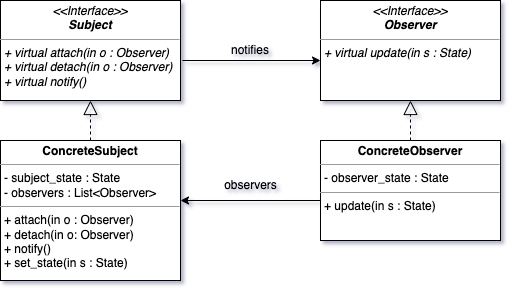 <<Interface>>
Subject
+ virtual attach(in o : Observer)
+ virtual detach(in o : Observer)
+ virtual notify()
notifies
<<Interface>>
Observer
+ virtual update(in s : State)
ConcreteSubject
- subject_state : State
- observers : List<Observer>
+ attach(in o : Observer)
+ detach(in o: Observer)
+ notify()
+ set_state(in s : State)
observers
ConcreteObserver
- observer_state : State
+ update(in s : State)